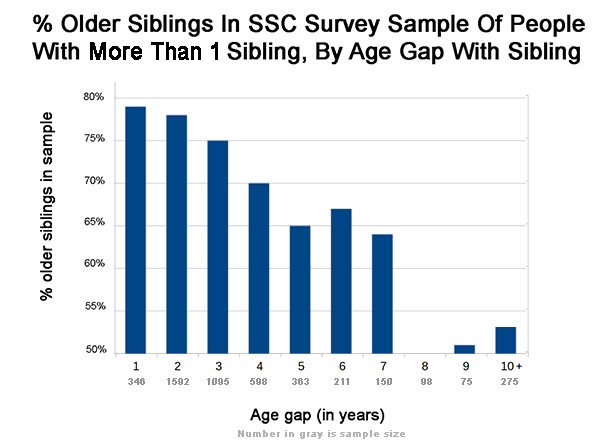 % Older Siblings In SSC Survey Sample Of People
With More Than 1 Sibling, By Age Gap With Sibling
% older siblings in sample
80%
75%
70%
65%
60%
55%
50%
1 2 3 4 5 6 7 8 9 10+
346 1592 1095 598 363 211 150 98 75 275
Age gap (in years)
Number in gray is sample size